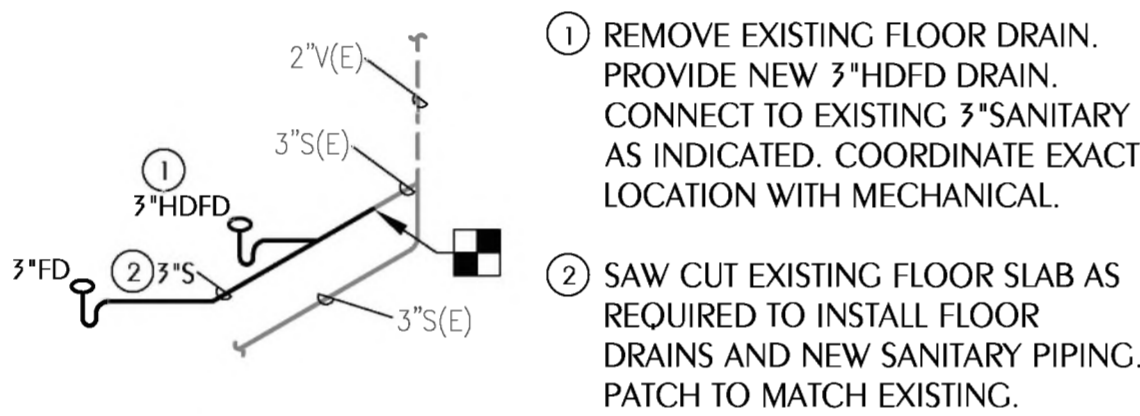 2"V(E)
3"S(E)
1
3"HDFD
3"FD
2 3"S
3"S(E)
1 REMOVE EXISTING FLOOR DRAIN.
PROVIDE NEW 3"HDFD DRAIN.
CONNECT TO EXISTING 3"SANITARY
AS INDICATED. COORDINATE EXACT
LOCATION WITH MECHANICAL.
2 SAW CUT EXISTING FLOOR SLAB AS
REQUIRED TO INSTALL FLOOR
DRAINS AND NEW SANITARY PIPING.
PATCH TO MATCH EXISTING.